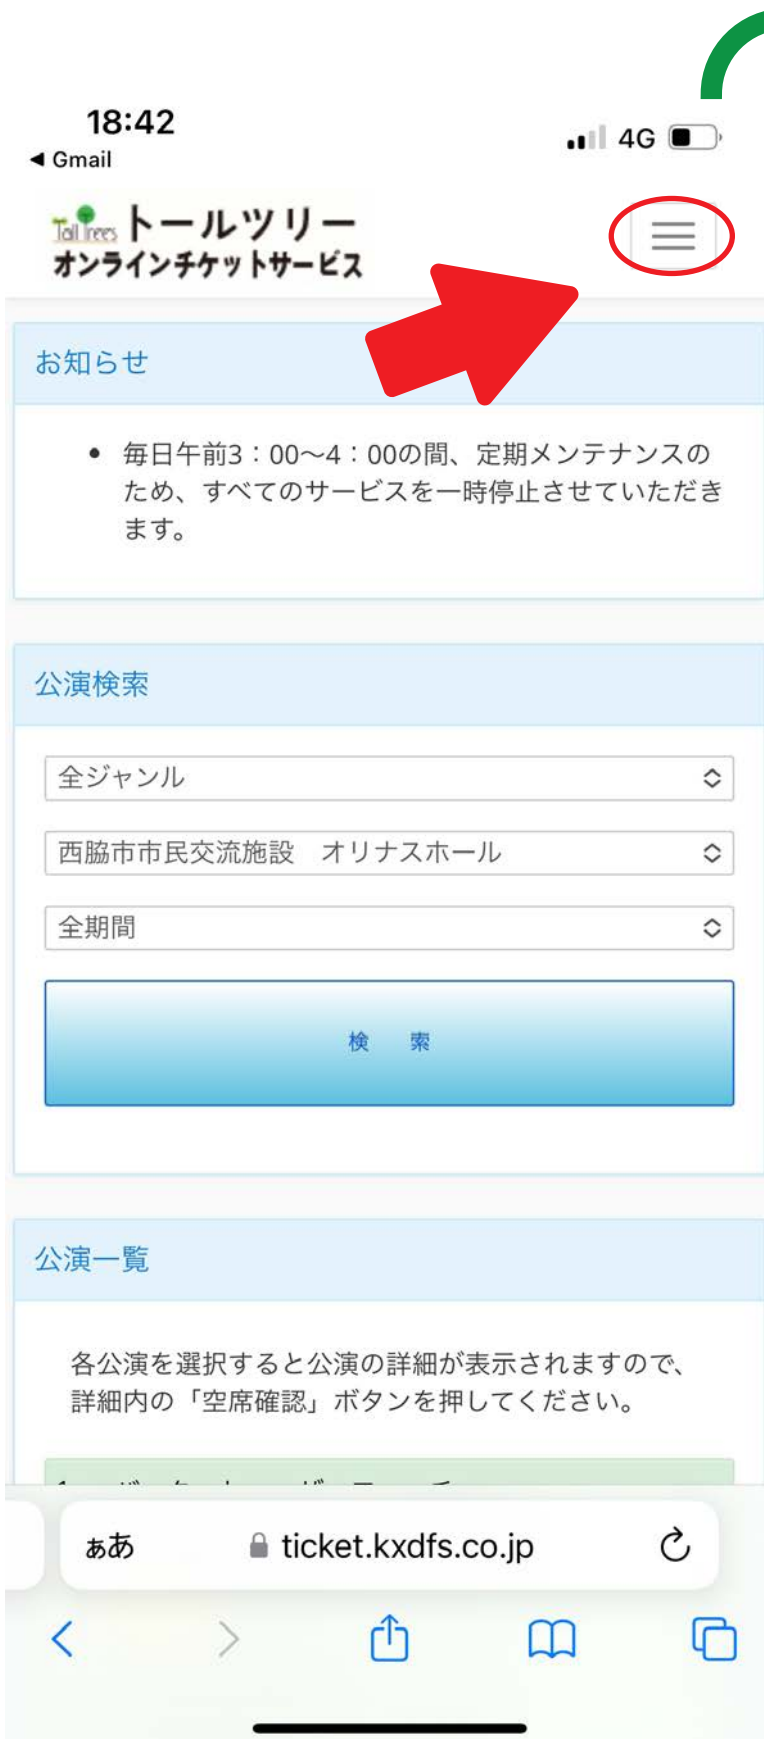 18:42
4G
◀ Gmail
Tall Trees トールツリー
オンラインチケットサービス
お知らせ
• 毎日午前3：00～4：00の間、定期メンテナンスの
ため、すべてのサービスを一時停止させていただき
ます。
公演検索
全ジャンル
西脇市市民交流施設　オリナスホール
全期間
検　索
公演一覧
各公演を選択すると公演の詳細が表示されますので、
詳細内の「空席確認」ボタンを押してください。
ぁあ
ticket.kxdfs.co.jp